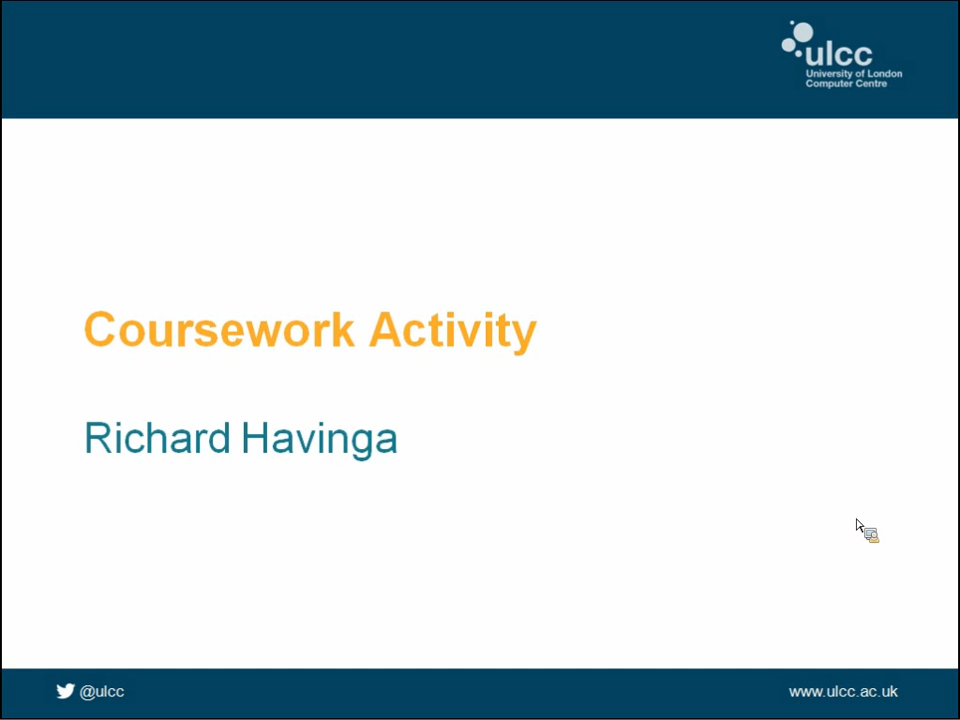 ulcc
University of London
Computer Centre
Coursework Activity
Richard Havinga
@ulcc
www.ulcc.ac.uk